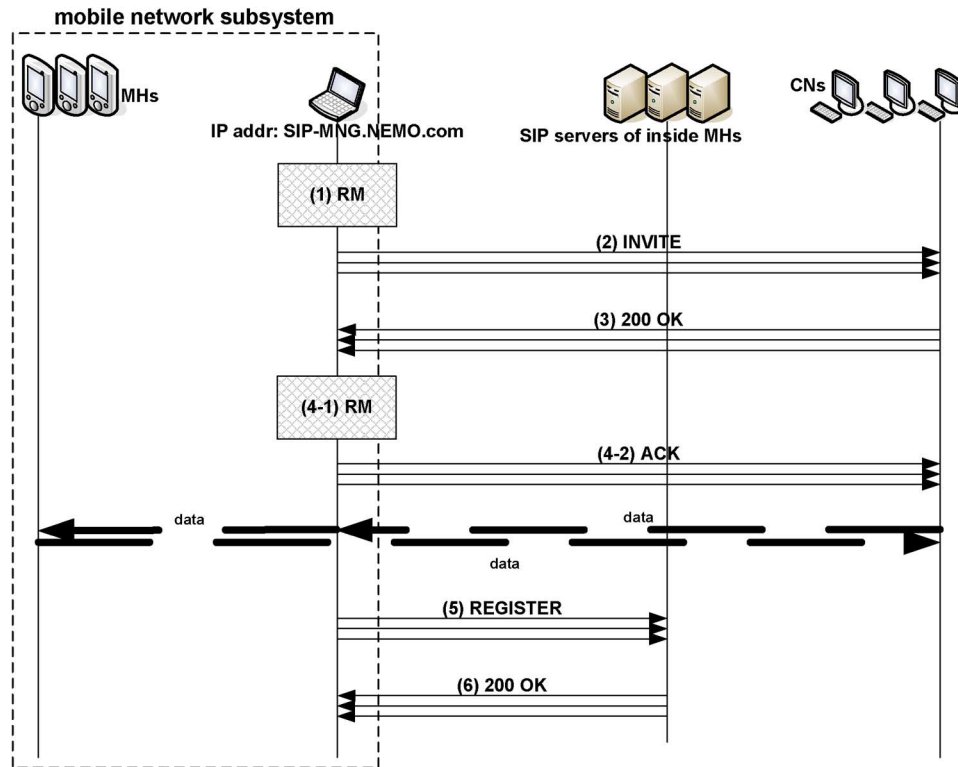 mobile network subsystem
MHs
IP addr: SIP-MNG.NEMO.com
SIP servers of inside MHs
CNs
(1) RM
(2) INVITE
(3) 200 OK
(4-1) RM
(4-2) ACK
data
data
data
(5) REGISTER
(6) 200 OK